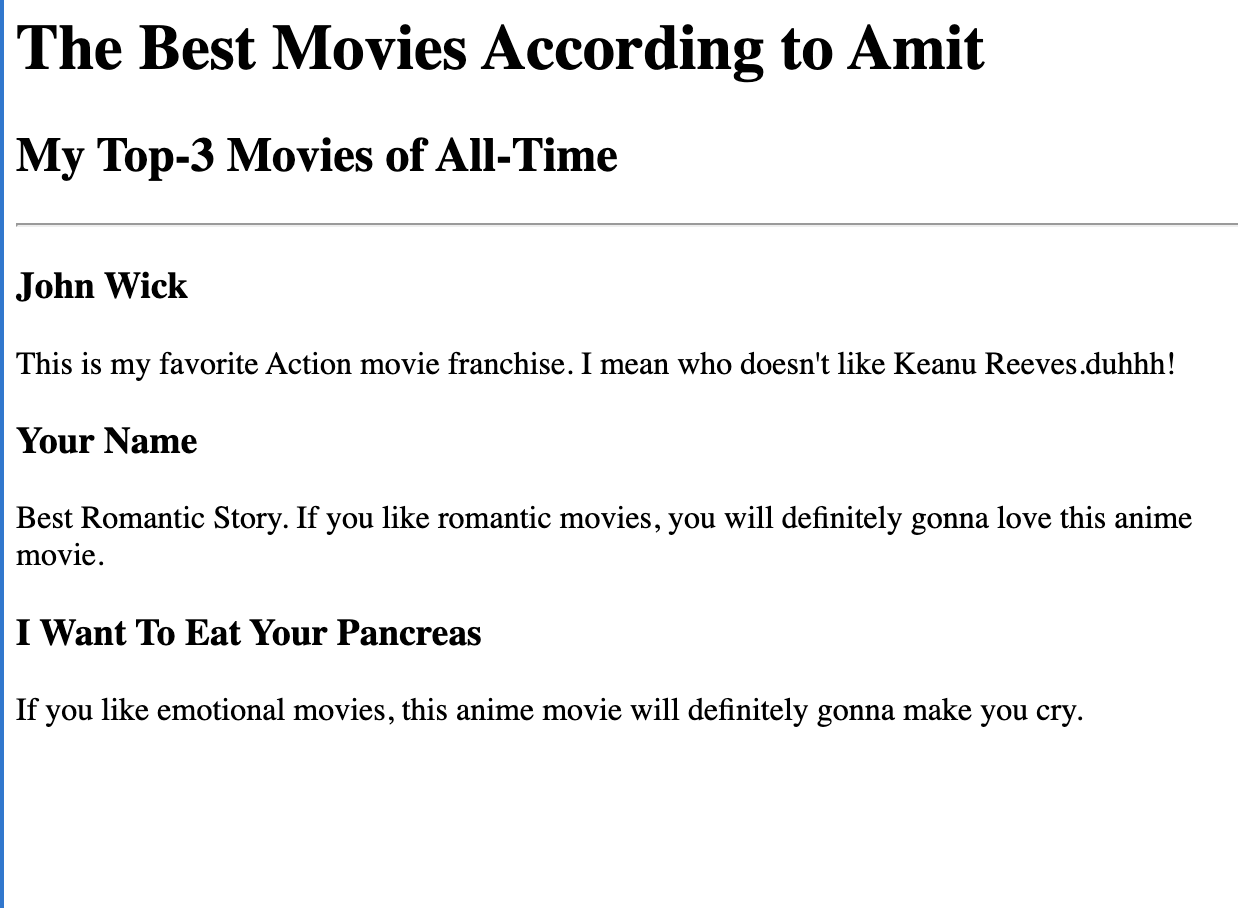 The Best Movies According to Amit
My Top-3 Movies of All-Time
John Wick
This is my favorite Action movie franchise. I mean who doesn't like Keanu Reeves.duhhh!
Your Name
Best Romantic Story. If you like romantic movies, you will definitely gonna love this anime
movie.
I Want To Eat Your Pancreas
If you like emotional movies, this anime movie will definitely gonna make you cry.